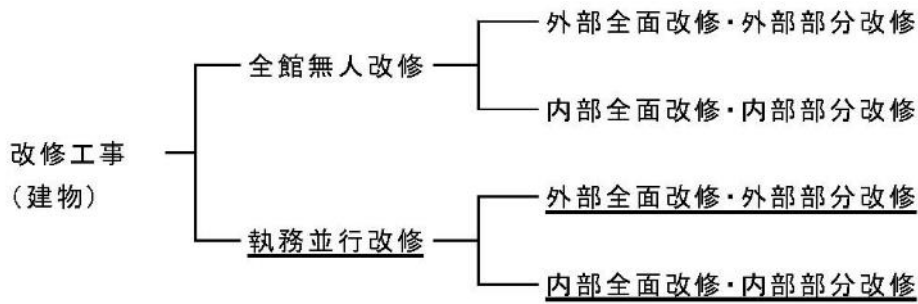 外部全面改修・外部部分改修
全館無人改修
内部全面改修・内部部分改修
改修工事
（建物）
外部全面改修・外部部分改修
執務並行改修
内部全面改修・内部部分改修